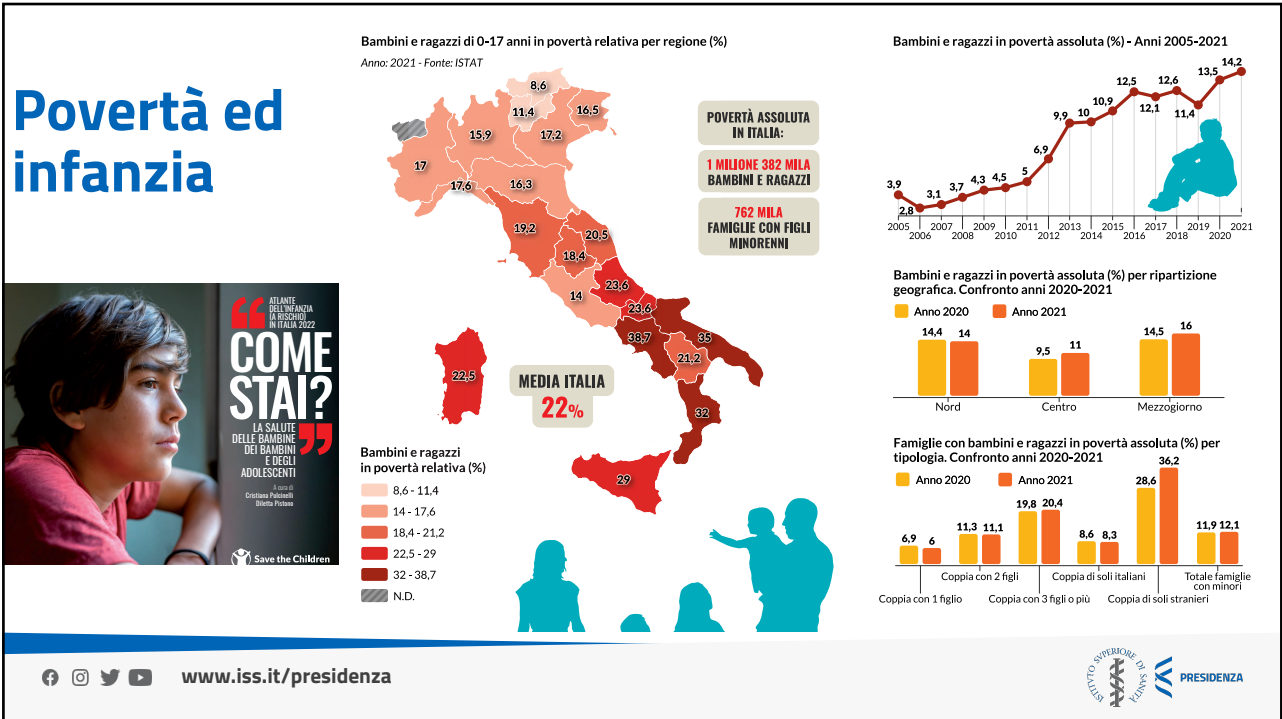 Povertà ed
infanzia
ATLANTE
DELL'INFANZIA
(A RISCHIO)
IN ITALIA 2022
COME
STAI?
LA SALUTE
DELLE BAMBINE
DEI BAMBINI
E DEGLI
ADOLESCENTI
A cura di
Cristiana Pulcinelli
Diletta Pistono
Save the Children
Bambini e ragazzi di 0-17 anni in povertà relativa per regione (%)
Anno: 2021 - Fonte: ISTAT
8,6
11,4
16,5
15,9
17,2
17
17,6
16,3
19,2
20,5
18,4
14
23,6
23,6
38,7
35
21,2
22,5
32
29
MEDIA ITALIA
22%
Bambini e ragazzi
in povertà relativa (%)
8,6 - 11,4
14 - 17,6
18,4 - 21,2
22,5 - 29
32 - 38,7
N.D.
POVERTÀ ASSOLUTA
IN ITALIA:
1 MILIONE 382 MILA
BAMBINI E RAGAZZI
762 MILA
FAMIGLIE CON FIGLI
MINORENNI
Bambini e ragazzi in povertà assoluta (%) - Anni 2005-2021
3,9
2,8
3,1
3,7
4,3
4,5
5
6,9
9,9
10
10,9
12,5
12,1
12,6
11,4
13,5
14,2
2005
2006
2007
2008
2009
2010
2011
2012
2013
2014
2015
2016
2017
2018
2019
2020
2021
Bambini e ragazzi in povertà assoluta (%) per ripartizione
geografica. Confronto anni 2020-2021
Anno 2020 Anno 2021
14,4 14
9,5 11
14,5 16
Nord Centro Mezzogiorno
Famiglie con bambini e ragazzi in povertà assoluta (%) per
tipologia. Confronto anni 2020-2021
Anno 2020 Anno 2021
6,9 6
11,3 11,1
19,8 20,4
8,6 8,3
28,6 36,2
11,9 12,1
Coppia con 1 figlio
Coppia con 2 figli
Coppia con 3 figli o più
Coppia di soli italiani
Coppia di soli stranieri
Totale famiglie
con minori
www.iss.it/presidenza
ISTITVTO SVPERIORE DI SANITÀ
PRESIDENZA